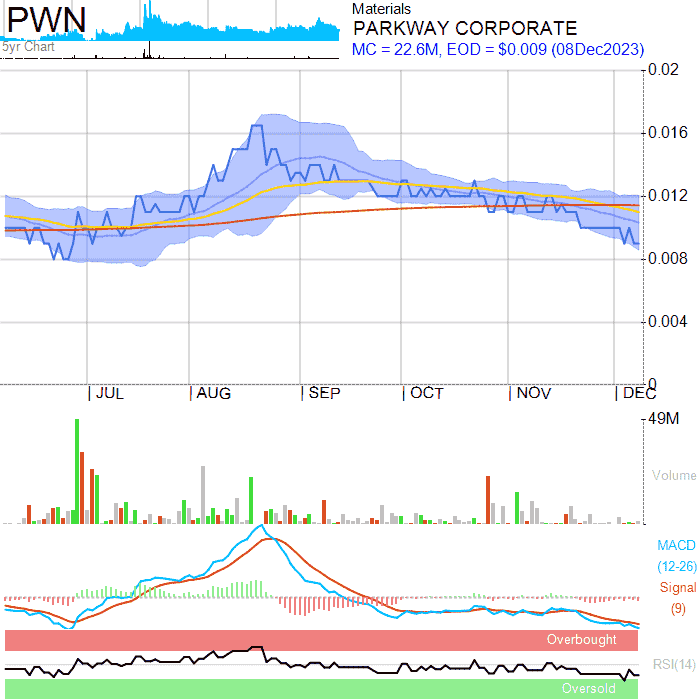 PWN
5yr Chart
Materials
PARKWAY CORPORATE
MC = 22.6M, EOD = $0.009 (08Dec2023)
0.02
0.016
0.012
0.008
0.004
0
JUL AUG SEP OCT NOV DEC
49M
Volume
MACD
(12-26)
Signal
(9)
Overbought
RSI(14)
Oversold